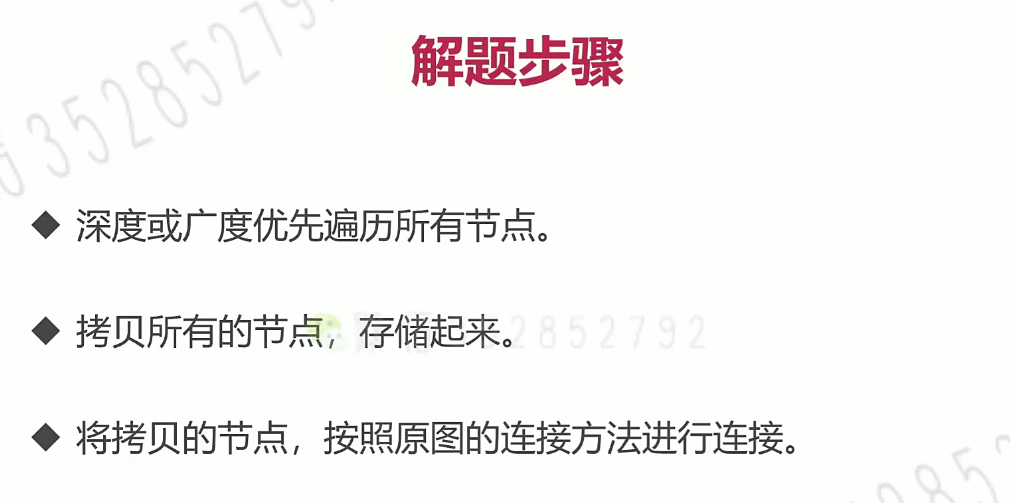 解题步骤
35285279
◆ 深度或广度优先遍历所有节点。
◆ 拷贝所有的节点，存储起来。
2852792
◆ 将拷贝的节点，按照原图的连接方法进行连接。